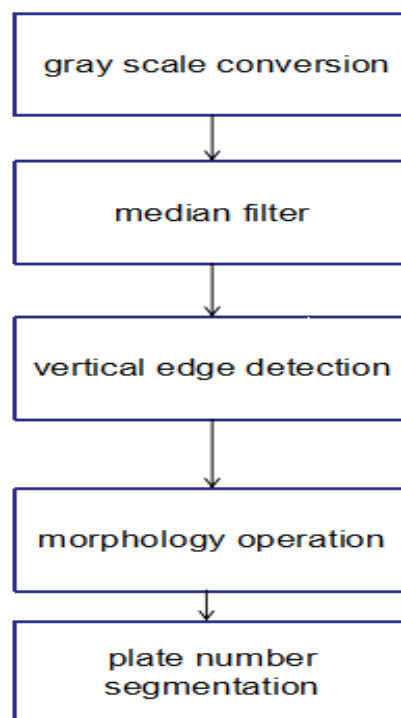 gray scale conversion
median filter
vertical edge detection
morphology operation
plate number
segmentation